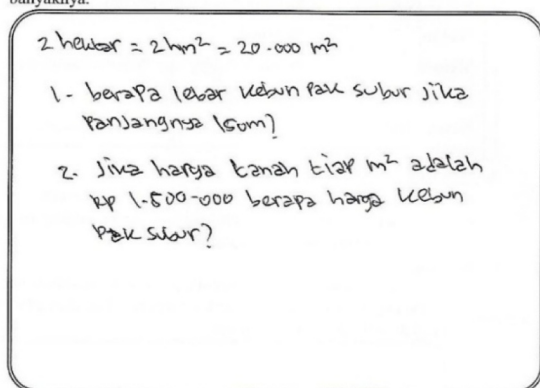 banyaknya.
2 hektar = 2 hm² = 20.000 m²
1. berapa lebar kebun pak subur jika
panjangnya 150m?
2. Jika harga tanah tiap m² adalah
Rp 1.500.000 berapa harga kebun
pak subur?